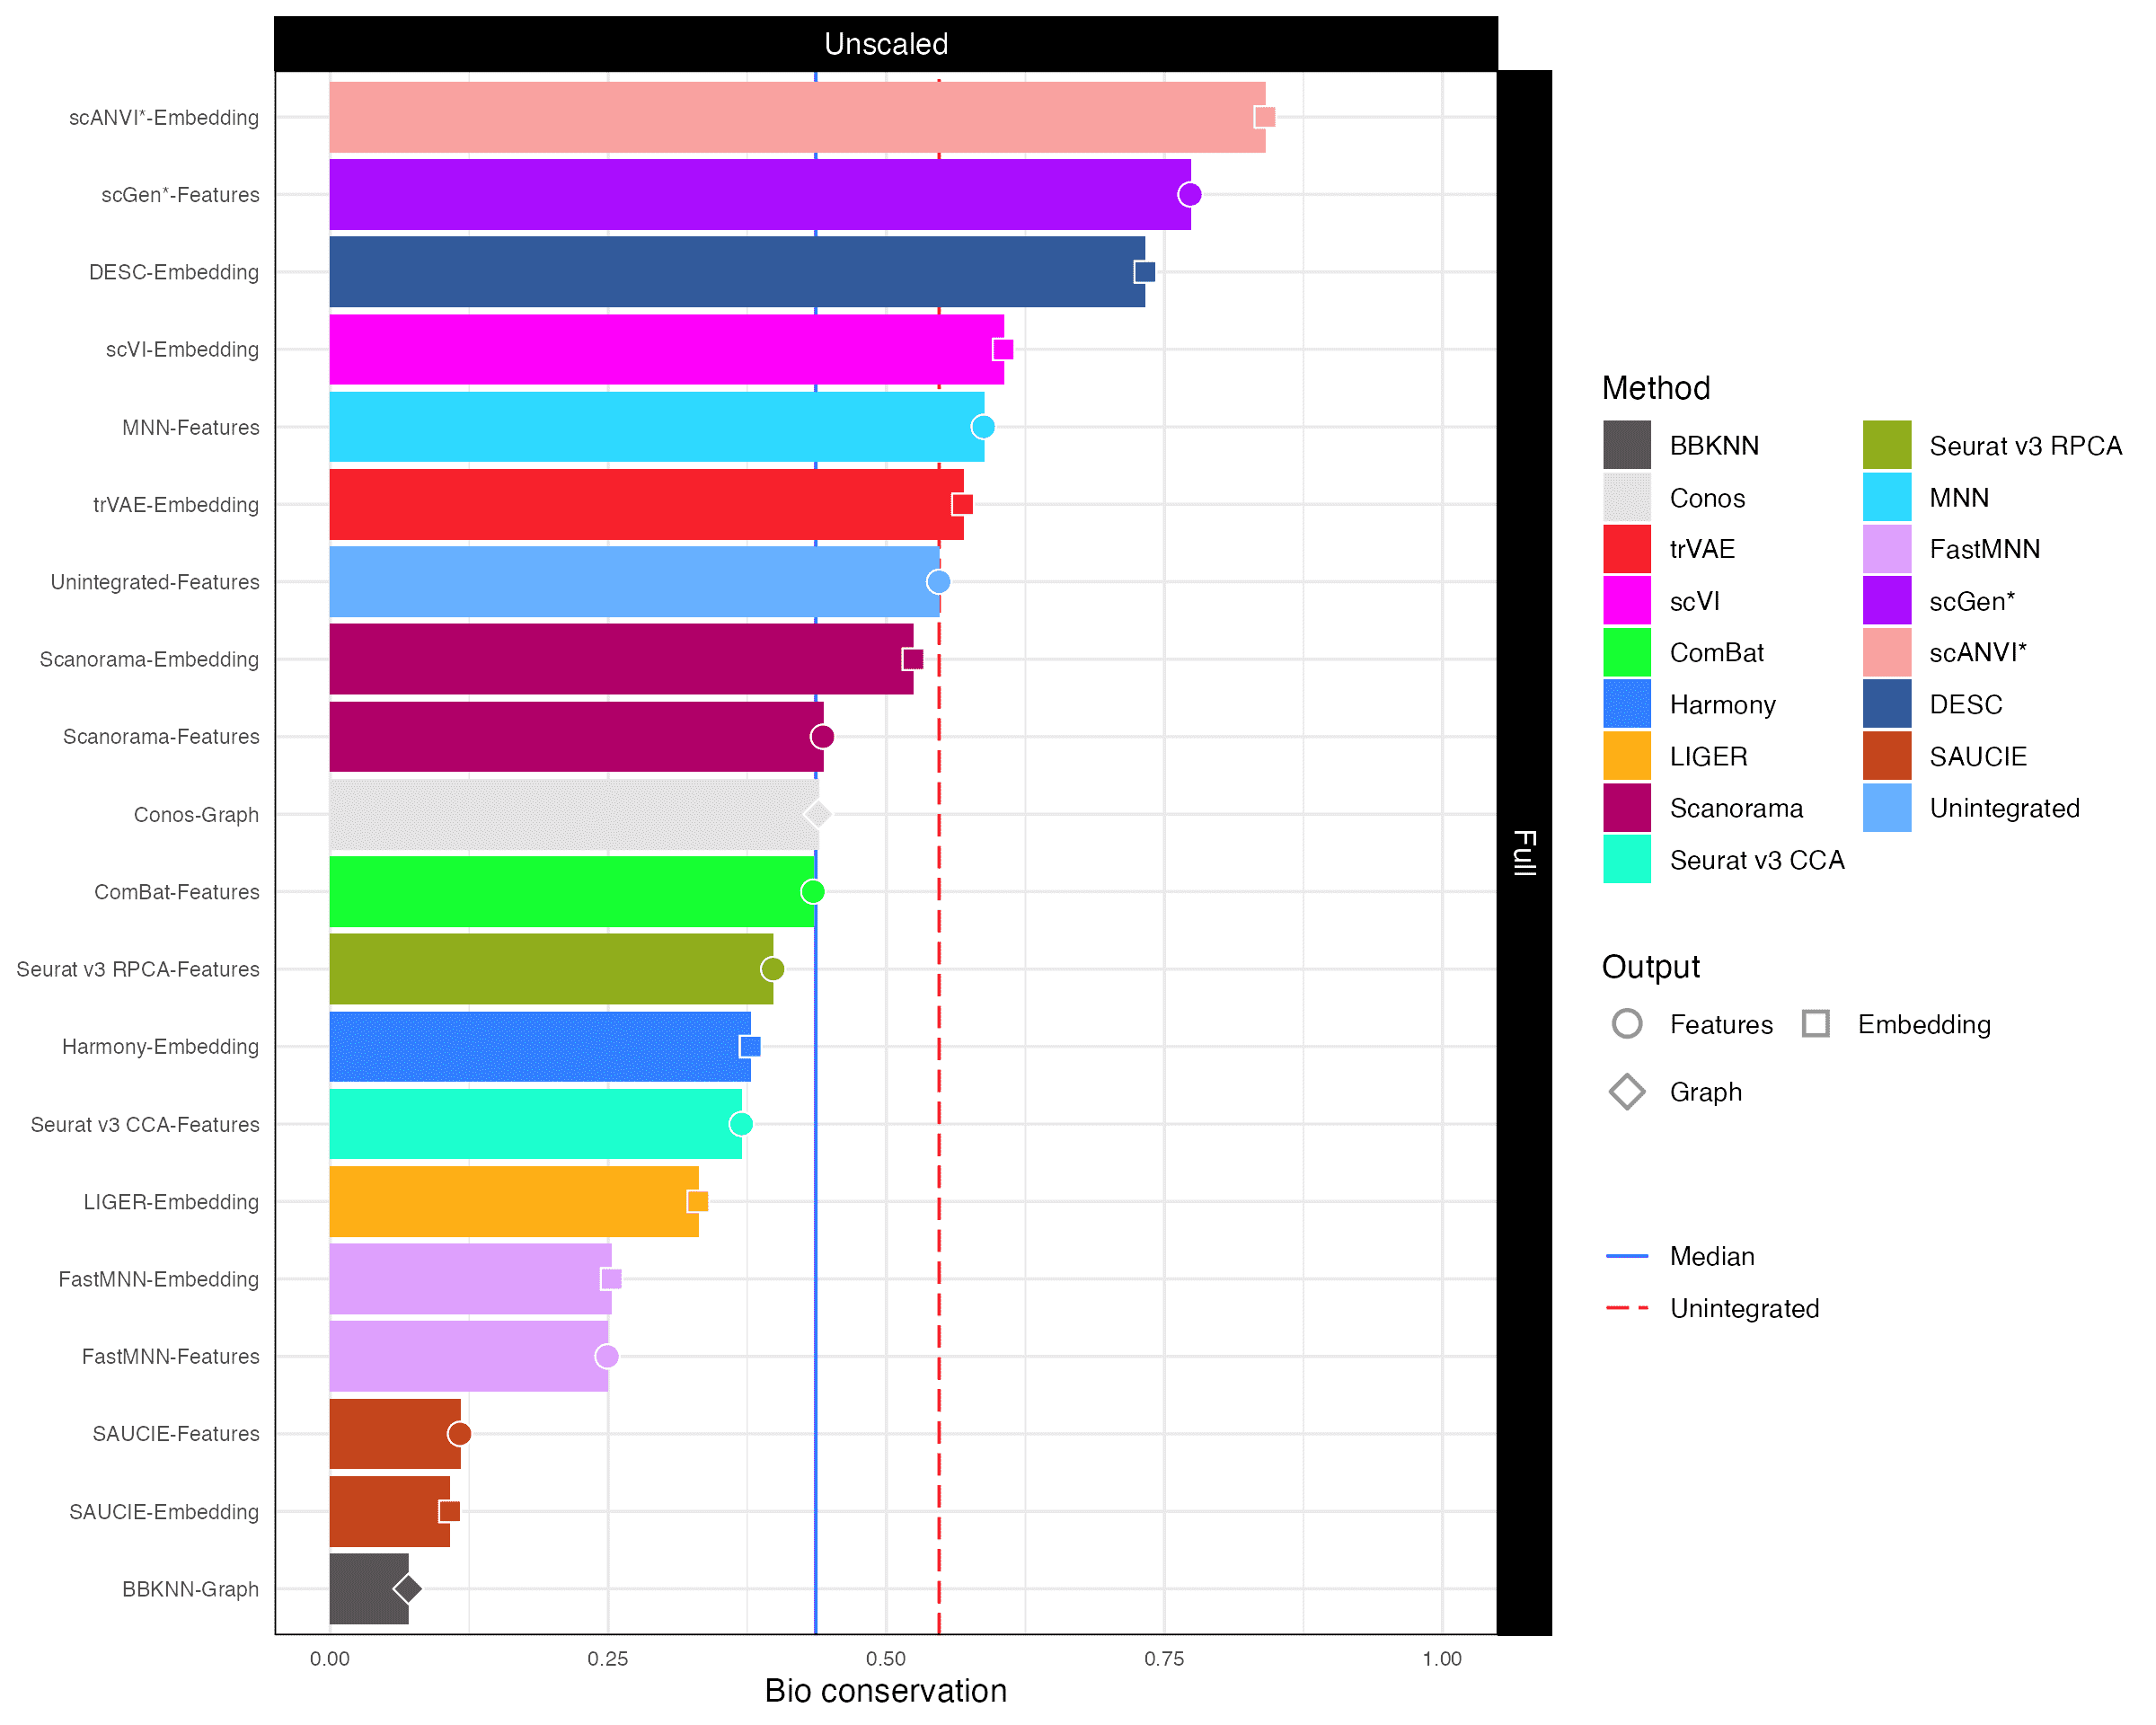 Unscaled
scANVI*-Embedding
scGen*-Features
DESC-Embedding
scVI-Embedding
MNN-Features
trVAE-Embedding
Unintegrated-Features
Scanorama-Embedding
Scanorama-Features
Conos-Graph
ComBat-Features
Seurat v3 RPCA-Features
Harmony-Embedding
Seurat v3 CCA-Features
LIGER-Embedding
FastMNN-Embedding
FastMNN-Features
SAUCIE-Features
SAUCIE-Embedding
BBKNN-Graph
0.00 0.25 0.50 0.75 1.00
Bio conservation
Full
Method
BBKNN
Conos
trVAE
scVI
ComBat
Harmony
LIGER
Scanorama
Seurat v3 CCA
Seurat v3 RPCA
MNN
FastMNN
scGen*
scANVI*
DESC
SAUCIE
Unintegrated
Output
Features Embedding
Graph
Median
Unintegrated